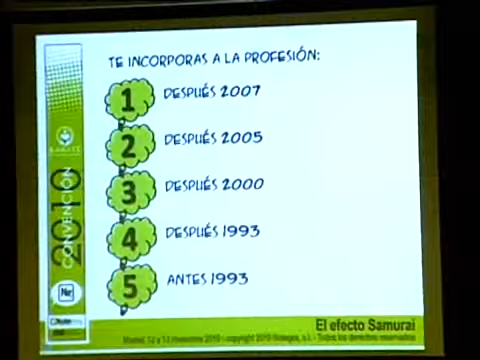 TE INCORPORAS A LA PROFESIÓN:
1 DESPUÉS 2007
2 DESPUÉS 2005
3 DESPUÉS 2000
4 DESPUÉS 1993
5 ANTES 1993
CONVENCIÓN
2010
El efecto Samurai
Madrid, 12 y 13 noviembre 2010 - copyright 2010 - Todos los derechos reservados